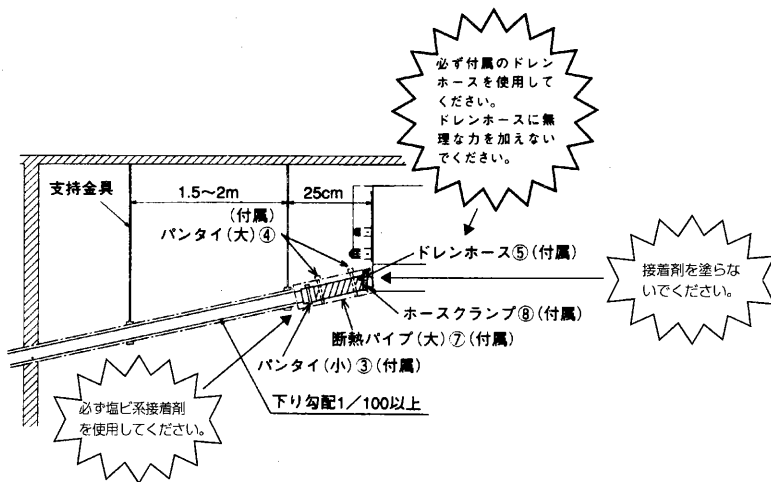 必ず付属のドレン
ホースを使用して
ください。
ドレンホースに無
理な力を加えない
でください。
支持金具
1.5～2m
25cm
(付属)
パンタイ(大)④
ドレンホース⑤(付属)
接着剤を塗らな
いでください。
ホースクランプ⑧(付属)
断熱パイプ(大)⑦(付属)
パンタイ(小)③(付属)
必ず塩ビ系接着剤
を使用してください。
下り勾配1／100以上